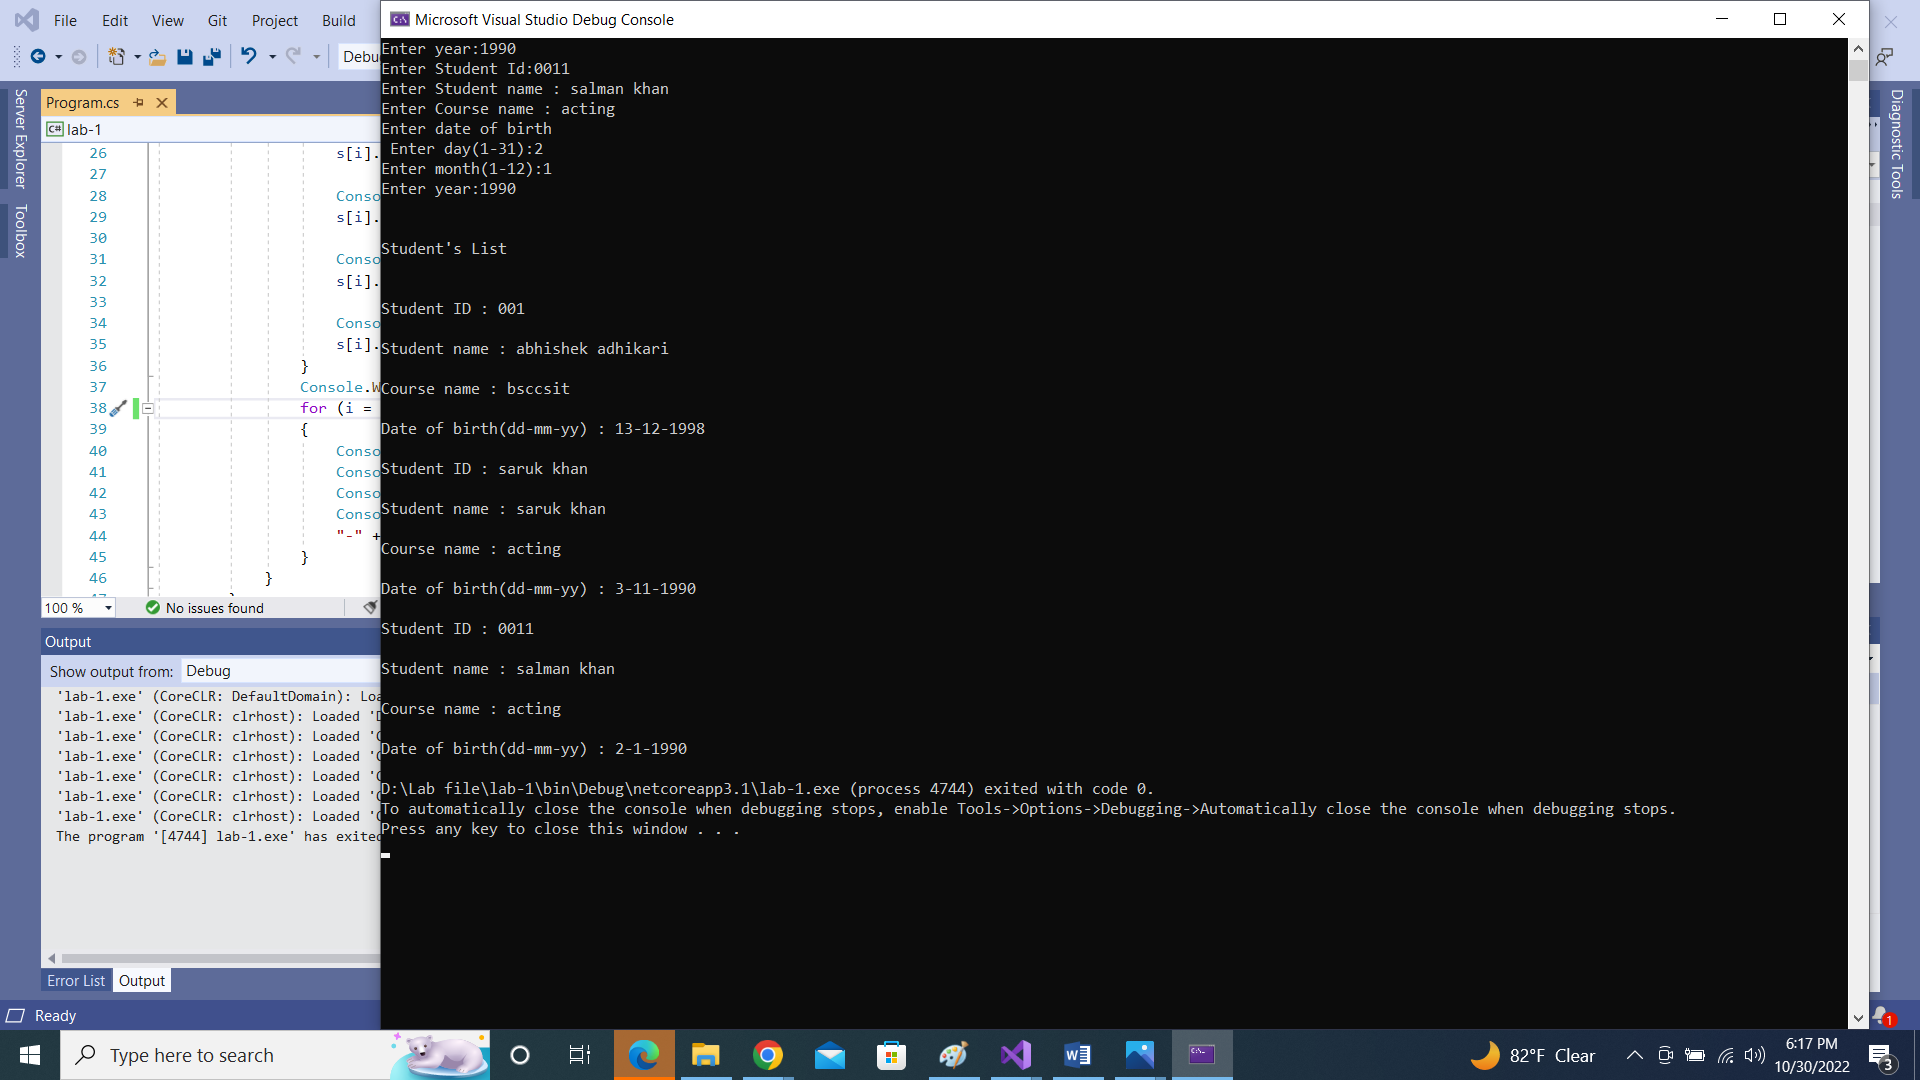 File Edit View Git Project Build
Microsoft Visual Studio Debug Console
Debu
Server Explorer
Toolbox
Diagnostic Tools
Program.cs
C# lab-1
26 s[i].
27
28 Conso
29 s[i].
30
31 Conso
32 s[i].
33
34 Conso
35 s[i].
36 }
37 Console.W
38 for (i =
39 {
40 Conso
41 Conso
42 Conso
43 Conso
44 "-" +
45 }
46 }
100 % No issues found
Output
Show output from: Debug
'lab-1.exe' (CoreCLR: DefaultDomain): Loa
'lab-1.exe' (CoreCLR: clrhost): Loaded 'D
'lab-1.exe' (CoreCLR: clrhost): Loaded 'C
'lab-1.exe' (CoreCLR: clrhost): Loaded 'C
'lab-1.exe' (CoreCLR: clrhost): Loaded 'C
'lab-1.exe' (CoreCLR: clrhost): Loaded 'C
'lab-1.exe' (CoreCLR: clrhost): Loaded 'C
The program '[4744] lab-1.exe' has exited
Error List Output
Ready
Enter year:1990
Enter Student Id:0011
Enter Student name : salman khan
Enter Course name : acting
Enter date of birth
Enter day(1-31):2
Enter month(1-12):1
Enter year:1990
Student's List
Student ID : 001
Student name : abhishek adhikari
Course name : bsccsit
Date of birth(dd-mm-yy) : 13-12-1998
Student ID : saruk khan
Student name : saruk khan
Course name : acting
Date of birth(dd-mm-yy) : 3-11-1990
Student ID : 0011
Student name : salman khan
Course name : acting
Date of birth(dd-mm-yy) : 2-1-1990
D:\Lab file\lab-1\bin\Debug\netcoreapp3.1\lab-1.exe (process 4744) exited with code 0.
To automatically close the console when debugging stops, enable Tools->Options->Debugging->Automatically close the console when debugging stops.
Press any key to close this window . . .
1
Type here to search
82°F Clear
6:17 PM
10/30/2022
3